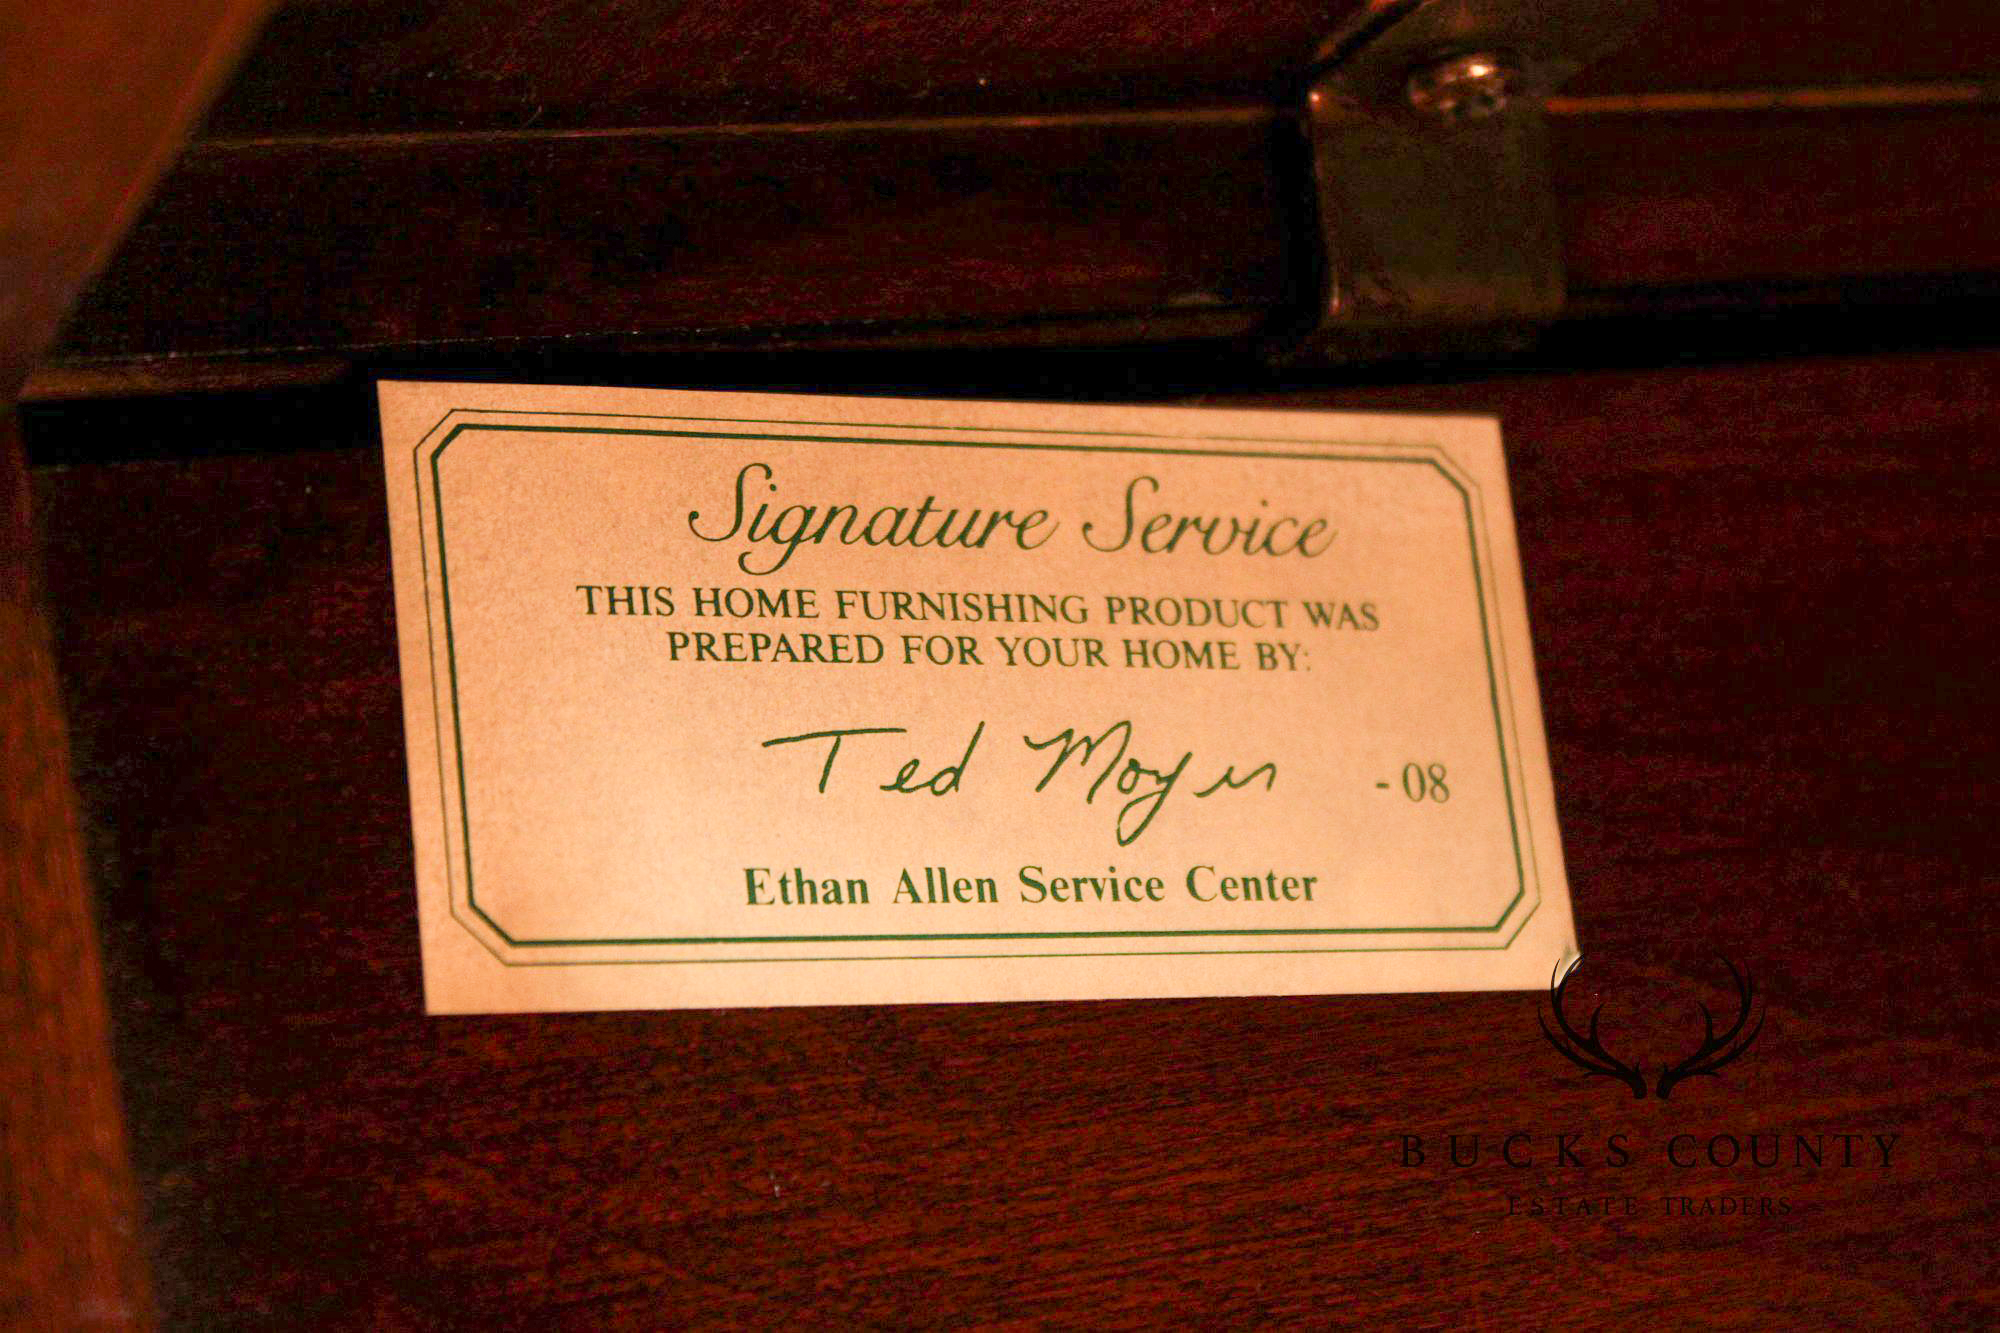 Signature Service
THIS HOME FURNISHING PRODUCT WAS
PREPARED FOR YOUR HOME BY:
Ted Moyer - 08
Ethan Allen Service Center
BUCKS COUNTY
ESTATE TRADERS